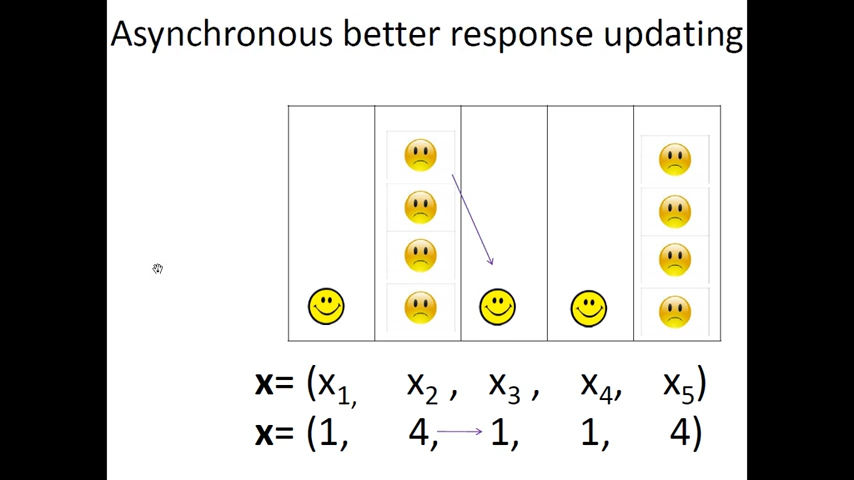 Asynchronous better response updating
x= (x1, x2 , x3 , x4, x5)
x= (1, 4, 1, 1, 4)